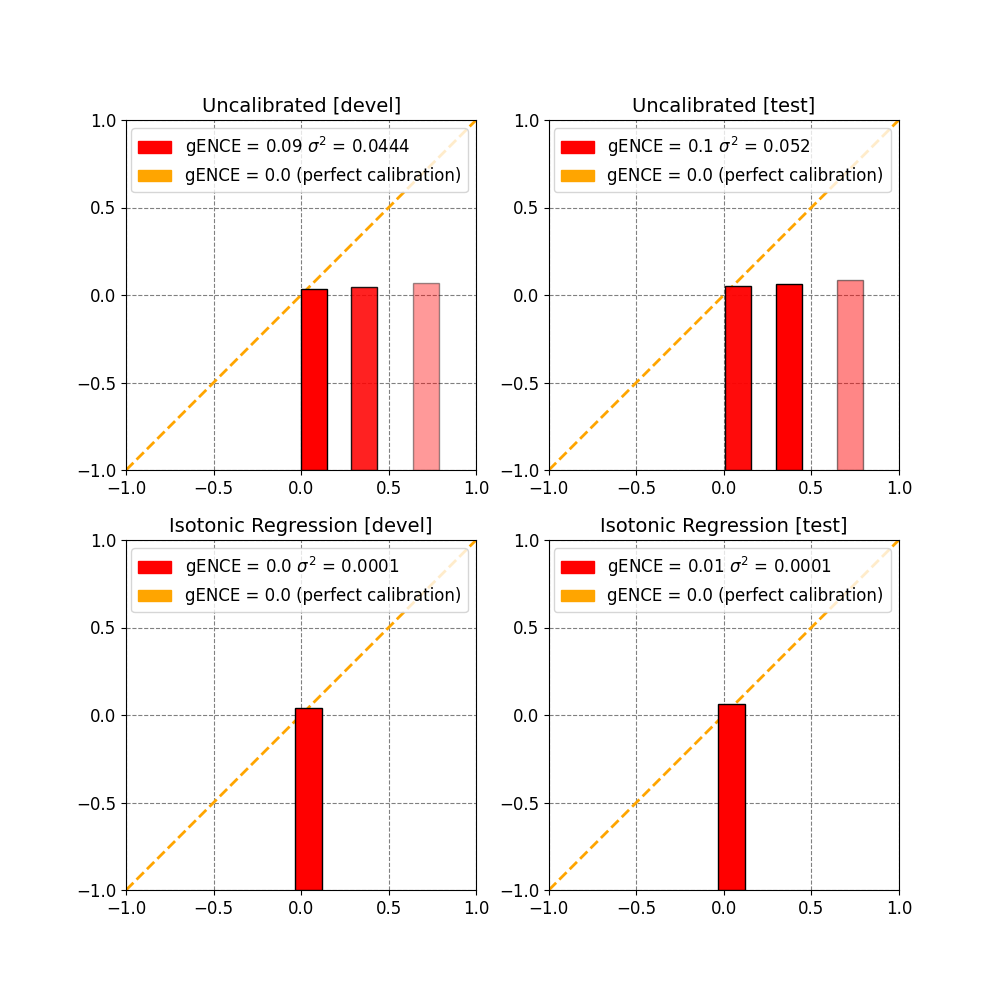 Uncalibrated [devel]
gENCE = 0.09 σ² = 0.0444
gENCE = 0.0 (perfect calibration)
1.0
0.5
0.0
−0.5
−1.0
−1.0 −0.5 0.0 0.5 1.0
Uncalibrated [test]
gENCE = 0.1 σ² = 0.052
gENCE = 0.0 (perfect calibration)
1.0
0.5
0.0
−0.5
−1.0
−1.0 −0.5 0.0 0.5 1.0
Isotonic Regression [devel]
gENCE = 0.0 σ² = 0.0001
gENCE = 0.0 (perfect calibration)
1.0
0.5
0.0
−0.5
−1.0
−1.0 −0.5 0.0 0.5 1.0
Isotonic Regression [test]
gENCE = 0.01 σ² = 0.0001
gENCE = 0.0 (perfect calibration)
1.0
0.5
0.0
−0.5
−1.0
−1.0 −0.5 0.0 0.5 1.0